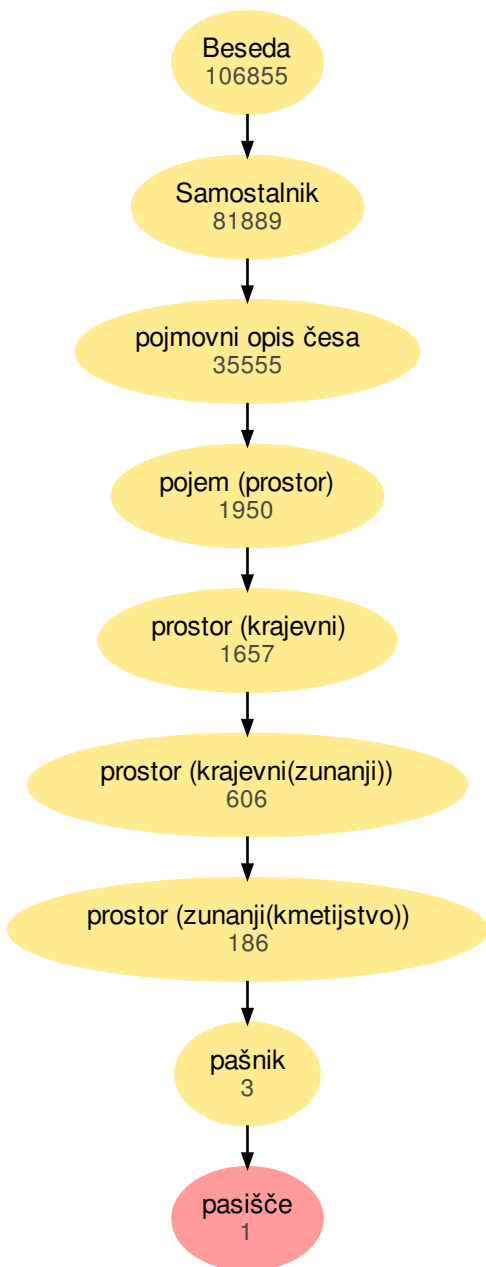 Beseda
106855
Samostalnik
81889
pojmovni opis česa
35555
pojem (prostor)
1950
prostor (krajevni)
1657
prostor (krajevni(zunanji))
606
prostor (zunanji(kmetijstvo))
186
pašnik
3
pasišče
1